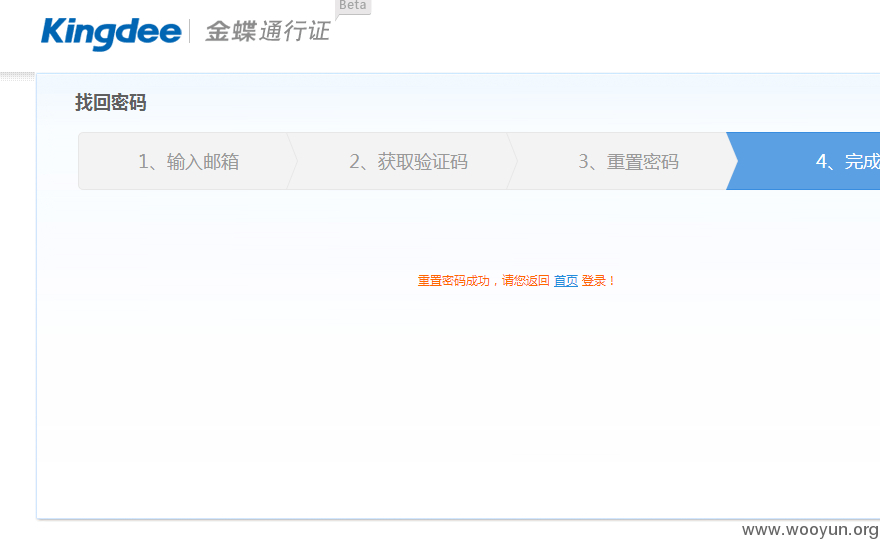 Kingdee 金蝶通行证 Beta
找回密码
1、输入邮箱 2、获取验证码 3、重置密码 4、完成
重置密码成功，请您返回 首页 登录！
www.wooyun.org